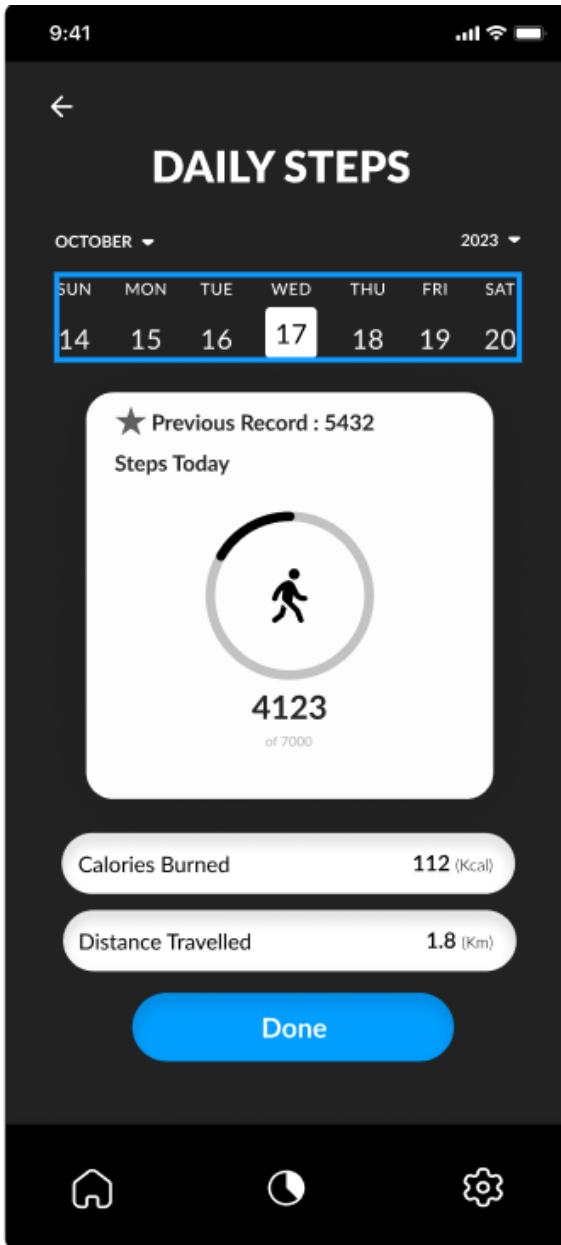 9:41
DAILY STEPS
OCTOBER 2023
SUN MON TUE WED THU FRI SAT
14 15 16 17 18 19 20
Previous Record : 5432
Steps Today
4123
of 7000
Calories Burned 112 (Kcal)
Distance Travelled 1.8 (Km)
Done